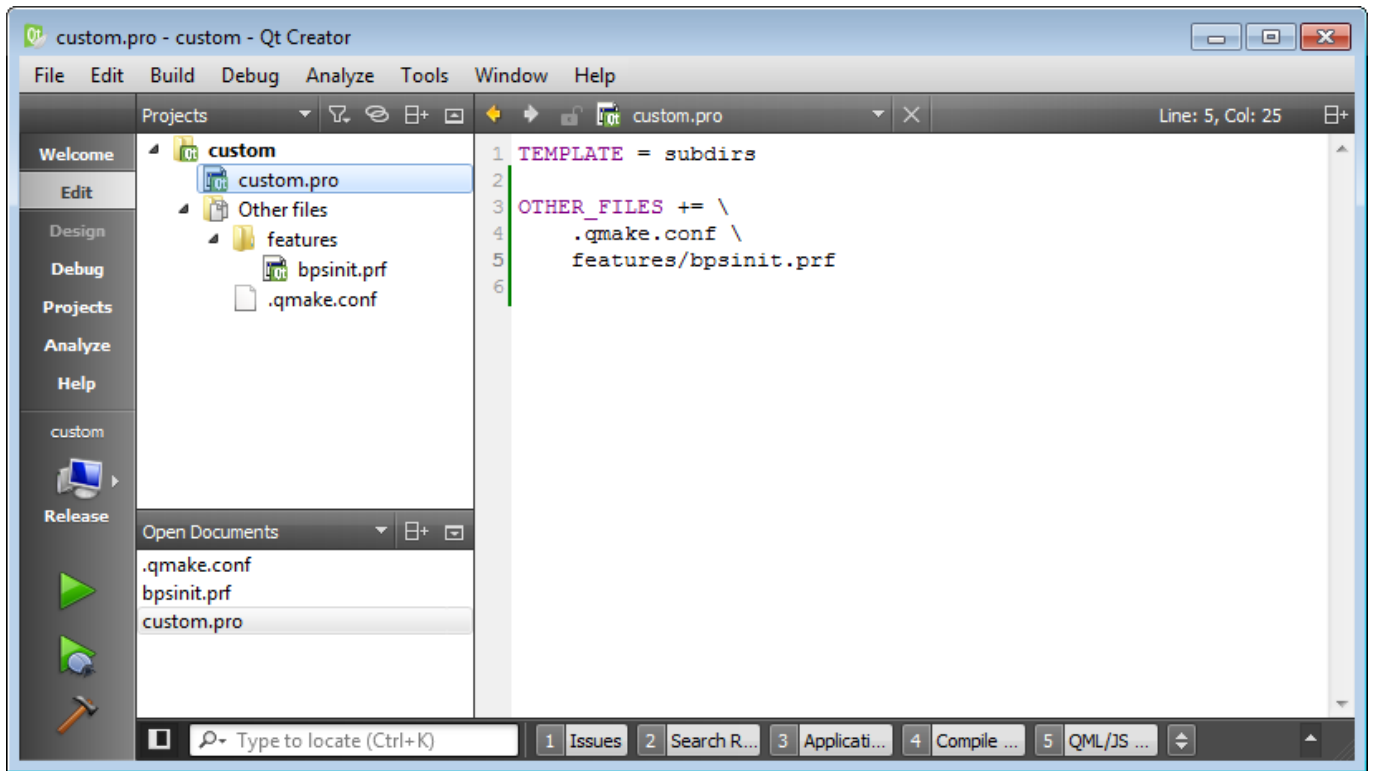 custom.pro - custom - Qt Creator
File Edit Build Debug Analyze Tools Window Help
Projects
custom.pro
Line: 5, Col: 25
Welcome
Edit
Design
Debug
Projects
Analyze
Help
custom
Release
custom
custom.pro
Other files
features
bpsinit.prf
.qmake.conf
Open Documents
.qmake.conf
bpsinit.prf
custom.pro
1 TEMPLATE = subdirs
2
3 OTHER_FILES += \
4 .qmake.conf \
5 features/bpsinit.prf
6
Type to locate (Ctrl+K)
1 Issues 2 Search R... 3 Applicati... 4 Compile ... 5 QML/JS ...